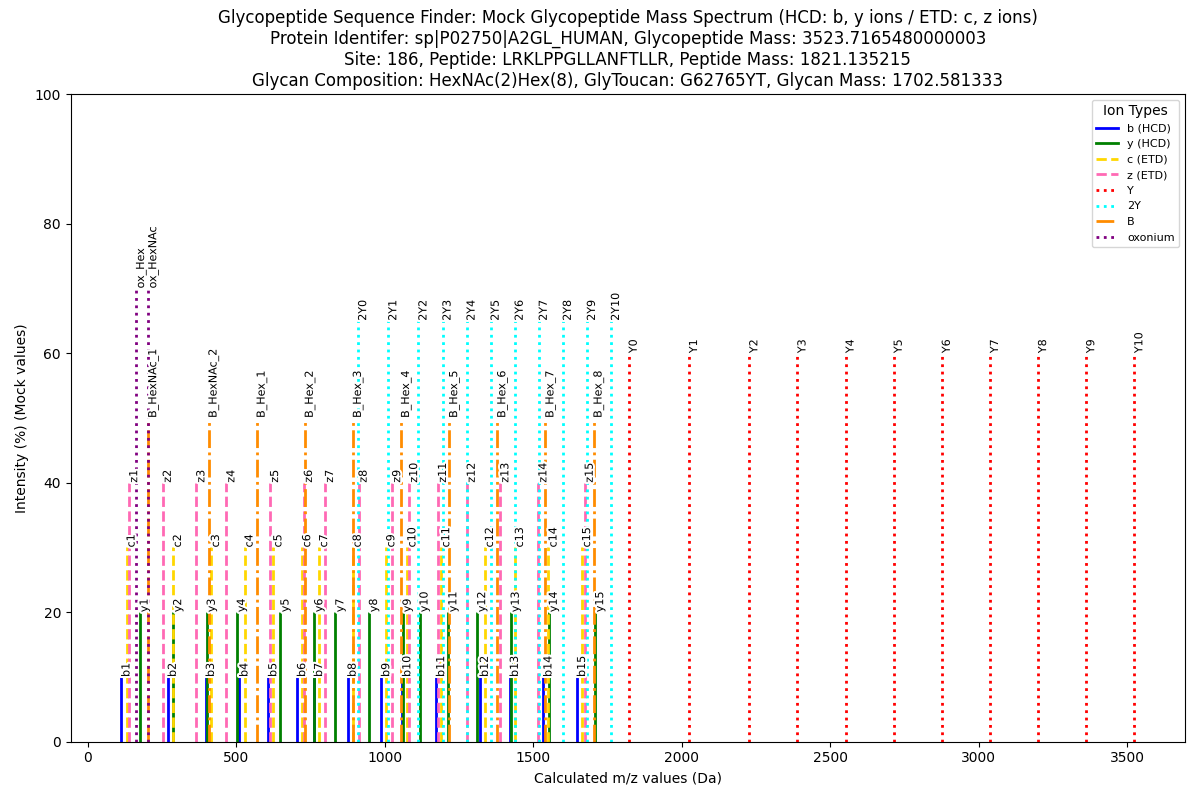 Glycopeptide Sequence Finder: Mock Glycopeptide Mass Spectrum (HCD: b, y ions / ETD: c, z ions)
Protein Identifer: sp|P02750|A2GL_HUMAN, Glycopeptide Mass: 3523.7165480000003
Site: 186, Peptide: LRKLPPGLLANFTLLR, Peptide Mass: 1821.135215
Glycan Composition: HexNAc(2)Hex(8), GlyToucan: G62765YT, Glycan Mass: 1702.581333
Intensity (%) (Mock values)
100
80
60
40
20
0
Ion Types
b (HCD)
y (HCD)
c (ETD)
z (ETD)
Y
2Y
B
oxonium
ox_Hex
ox_HexNAc
2Y0
2Y1
2Y2
2Y3
2Y4
2Y5
2Y6
2Y7
2Y8
2Y9
2Y10
Y0
Y1
Y2
Y3
Y4
Y5
Y6
Y7
Y8
Y9
Y10
B_HexNAc_1
B_HexNAc_2
B_Hex_1
B_Hex_2
B_Hex_3
B_Hex_4
B_Hex_5
B_Hex_6
B_Hex_7
B_Hex_8
z1
z2
z3
z4
z5
z6
z7
z8
z9
z10
z11
z12
z13
z14
z15
c1
c2
c3
c4
c5
c6
c7
c8
c9
c10
c11
c12
c13
c14
c15
y1
y2
y3
y4
y5
y6
y7
y8
y9
y10
y11
y12
y13
y14
y15
b1
b2
b3
b4
b5
b6
b7
b8
b9
b10
b11
b12
b13
b14
b15
0
500
1000
1500
2000
2500
3000
3500
Calculated m/z values (Da)